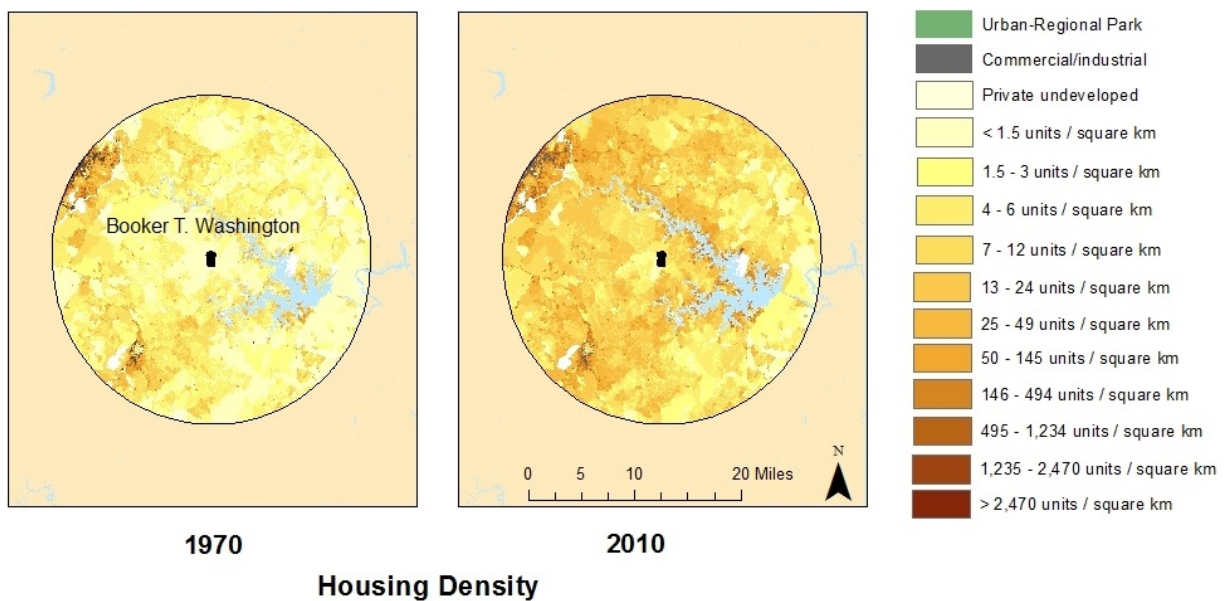 Booker T. Washington
N
0 5 10 20 Miles
1970
2010
Housing Density
Urban-Regional Park
Commercial/industrial
Private undeveloped
< 1.5 units / square km
1.5 - 3 units / square km
4 - 6 units / square km
7 - 12 units / square km
13 - 24 units / square km
25 - 49 units / square km
50 - 145 units / square km
146 - 494 units / square km
495 - 1,234 units / square km
1,235 - 2,470 units / square km
> 2,470 units / square km